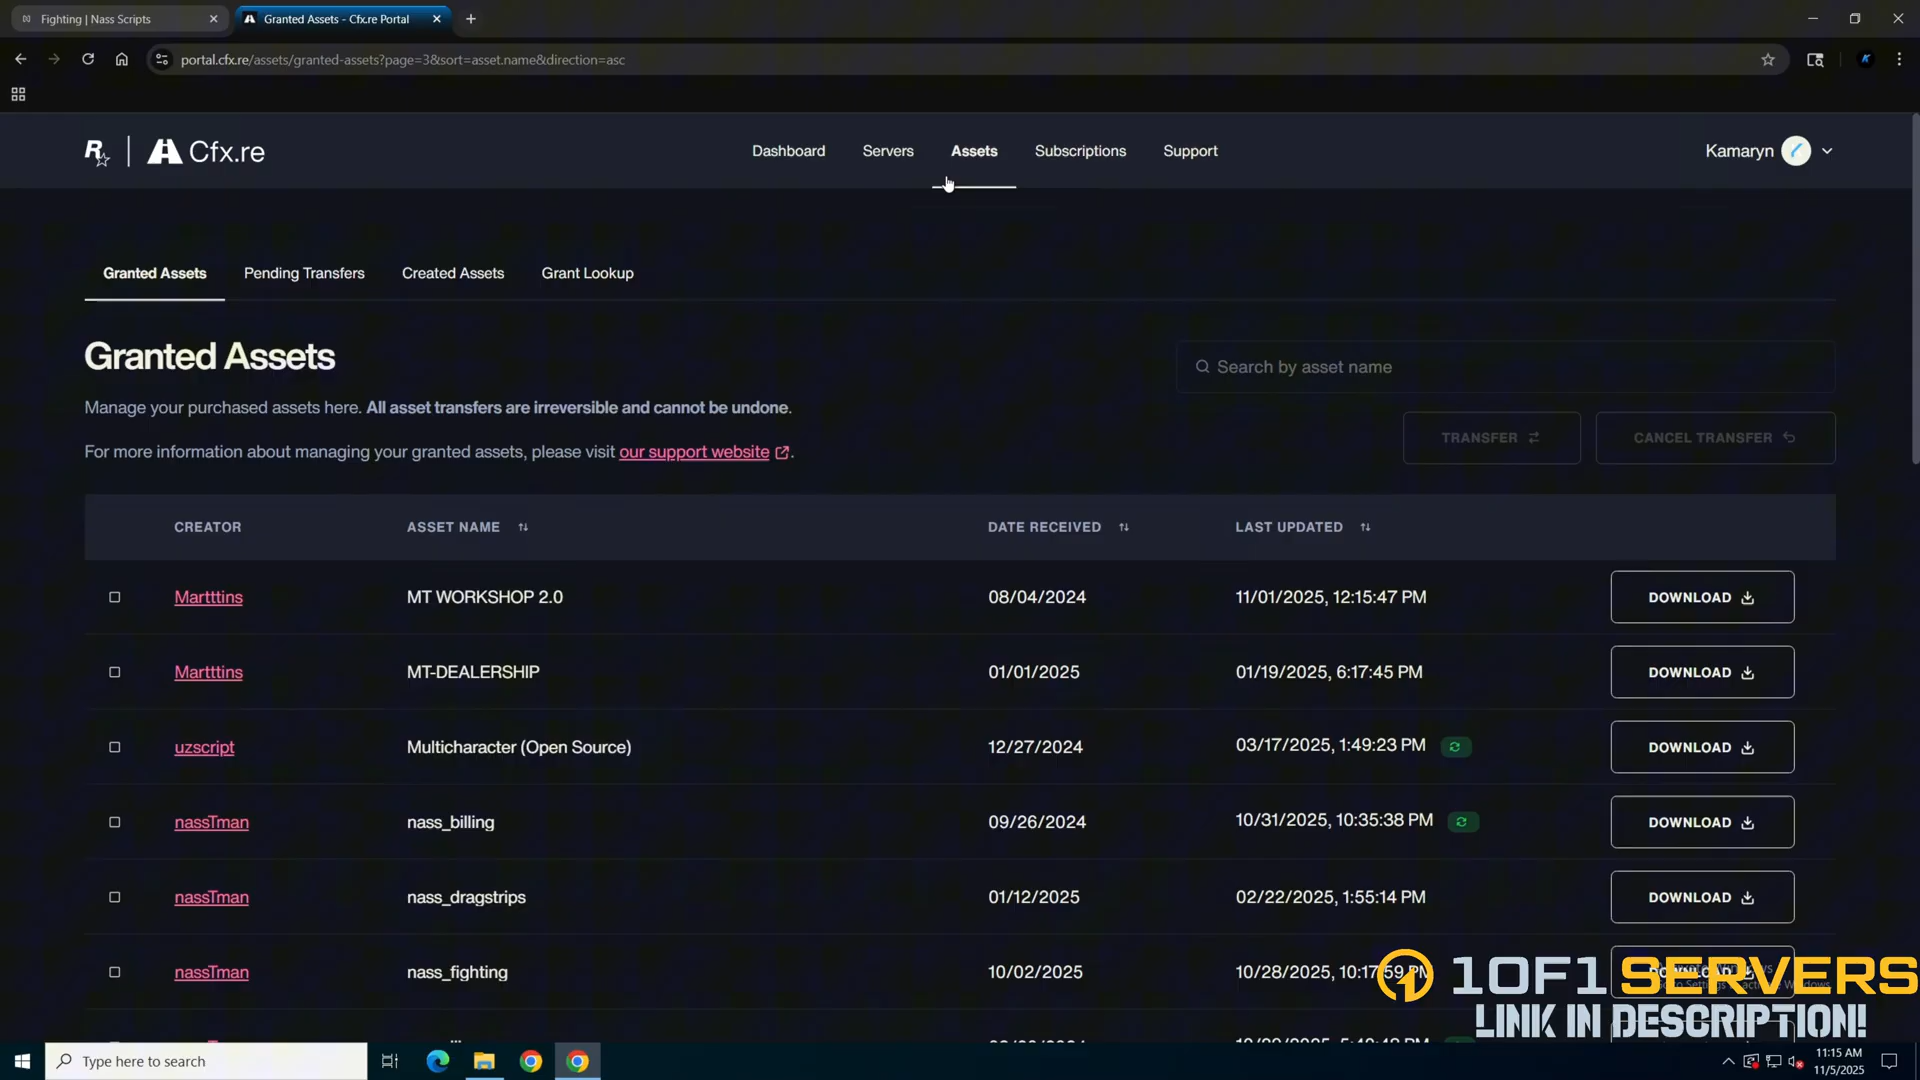 Fighting | Nass Scripts
Granted Assets - Cfx.re Portal
portal.cfx.re/assets/granted-assets?page=3&sort=asset.name&direction=asc
Cfx.re
Dashboard
Servers
Assets
Subscriptions
Support
Kamaryn
Granted Assets
Pending Transfers
Created Assets
Grant Lookup
Granted Assets
Search by asset name
Manage your purchased assets here. All asset transfers are irreversible and cannot be undone.
For more information about managing your granted assets, please visit our support website.
TRANSFER
CANCEL TRANSFER
CREATOR ASSET NAME DATE RECEIVED LAST UPDATED
Martttins MT WORKSHOP 2.0 08/04/2024 11/01/2025, 12:15:47 PM DOWNLOAD
Martttins MT-DEALERSHIP 01/01/2025 01/19/2025, 6:17:45 PM DOWNLOAD
uzscript Multicharacter (Open Source) 12/27/2024 03/17/2025, 1:49:23 PM DOWNLOAD
nassTman nass_billing 09/26/2024 10/31/2025, 10:35:38 PM DOWNLOAD
nassTman nass_dragstrips 01/12/2025 02/22/2025, 1:55:14 PM DOWNLOAD
nassTman nass_fighting 10/02/2025 10/28/2025, 10:17:59 PM
1OF1 SERVERS
LINK IN DESCRIPTION!
Type here to search
11:15 AM
11/5/2025